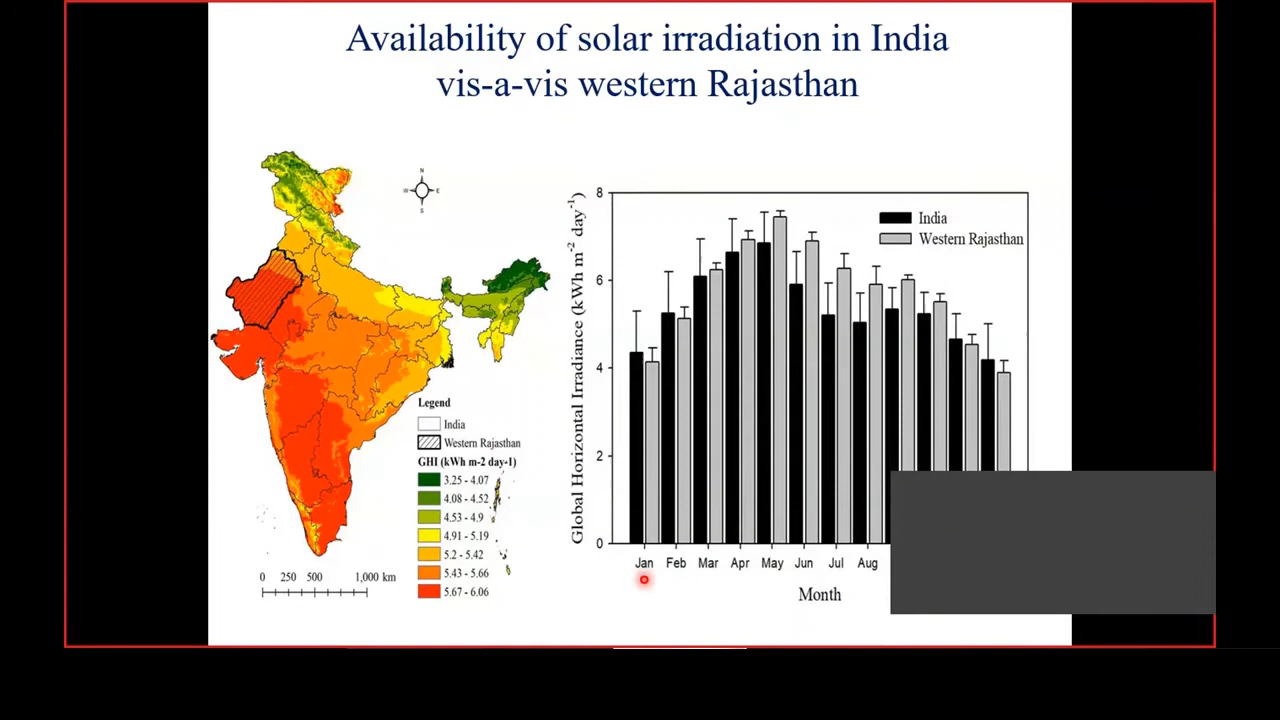 Availability of solar irradiation in India
vis-a-vis western Rajasthan
N
W
E
S
Legend
India
Western Rajasthan
GHI (kWh m-2 day-1)
3.25 - 4.07
4.08 - 4.52
4.53 - 4.9
4.91 - 5.19
5.2 - 5.42
5.43 - 5.66
5.67 - 6.06
0 250 500 1,000 km
Global Horizontal Irradiance (kWh m⁻² day⁻¹)
8
6
4
2
0
India
Western Rajasthan
Jan Feb Mar Apr May Jun Jul Aug
Month